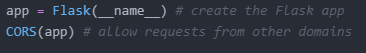 app = Flask(__name__) # create the Flask app
CORS(app) # allow requests from other domains